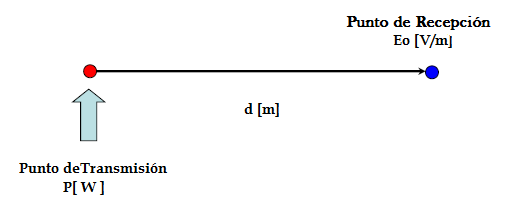 Punto de Recepción
Eo [V/m]
d [m]
Punto deTransmisión
P[ W ]